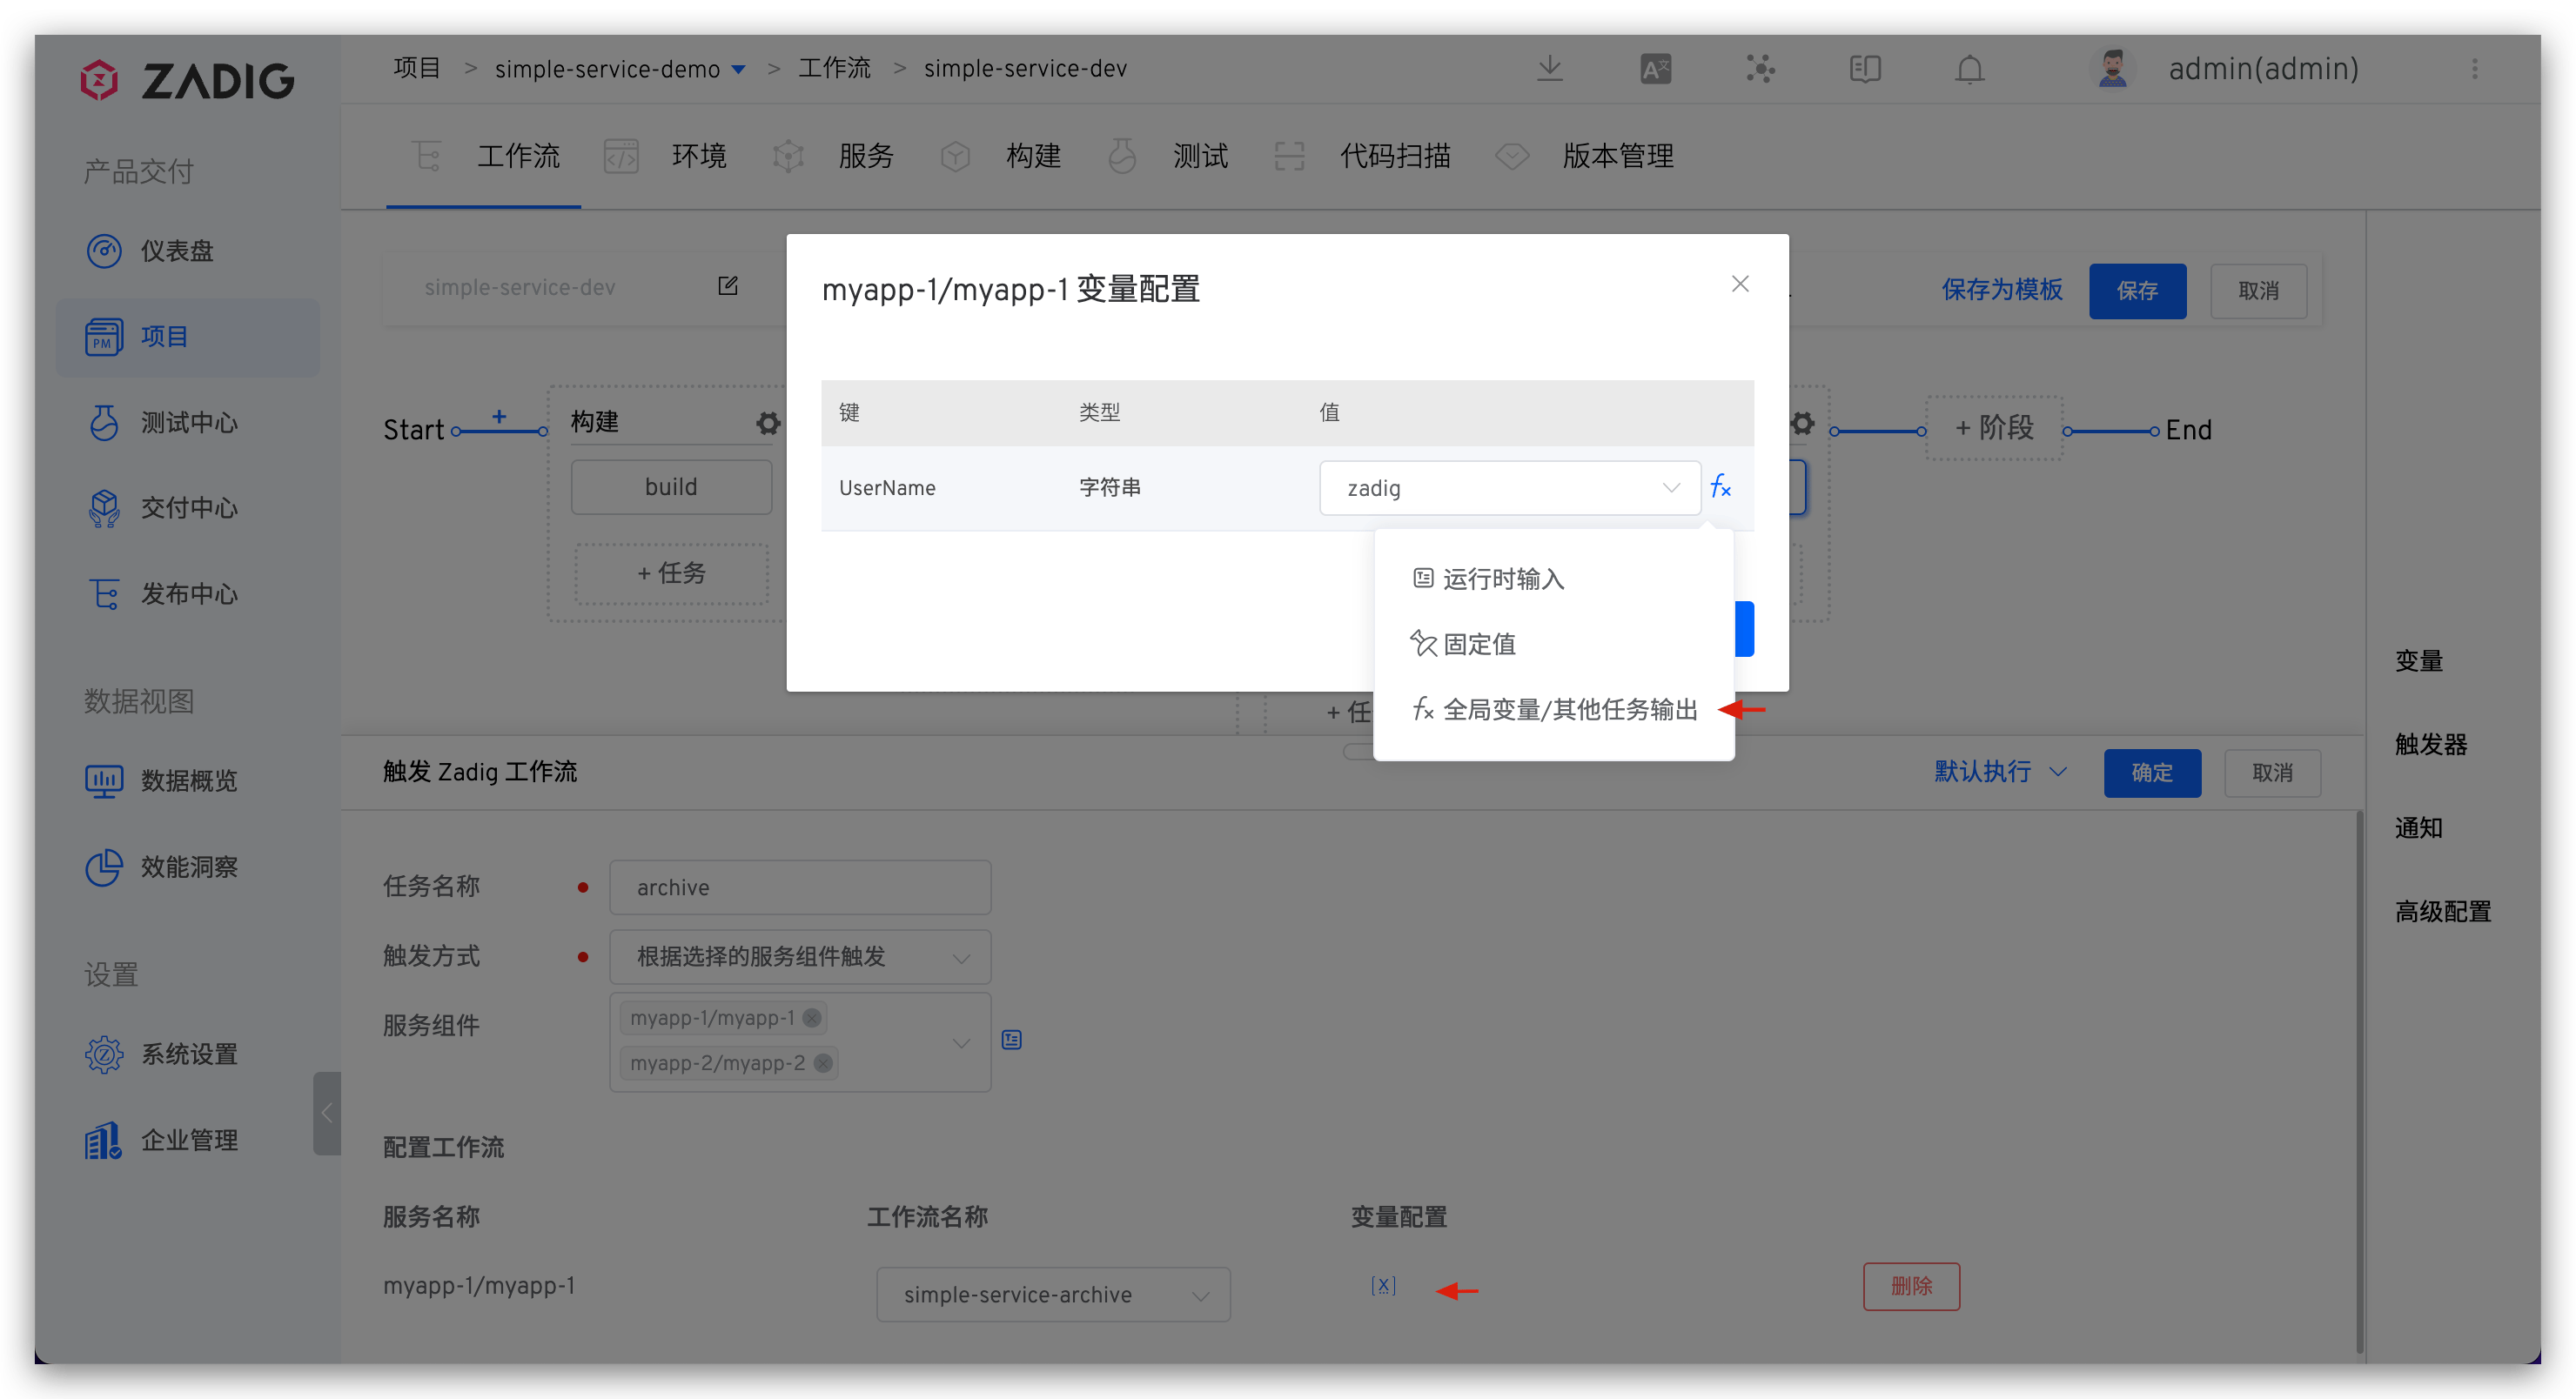 ZADIG
项目 > simple-service-demo > 工作流 > simple-service-dev
admin(admin)
工作流 环境 服务 构建 测试 代码扫描 版本管理
产品交付
仪表盘
项目
测试中心
交付中心
发布中心
数据视图
数据概览
效能洞察
设置
系统设置
企业管理
simple-service-dev
保存为模板 保存 取消
Start
构建
build
+ 任务
+ 阶段
End
myapp-1/myapp-1 变量配置
键 类型 值
UserName 字符串 zadig
运行时输入
固定值
全局变量/其他任务输出
变量
触发器
通知
高级配置
触发 Zadig 工作流
默认执行 确定 取消
任务名称 archive
触发方式 根据选择的服务组件触发
服务组件 myapp-1/myapp-1
myapp-2/myapp-2
配置工作流
服务名称 工作流名称 变量配置
myapp-1/myapp-1 simple-service-archive [x] 删除